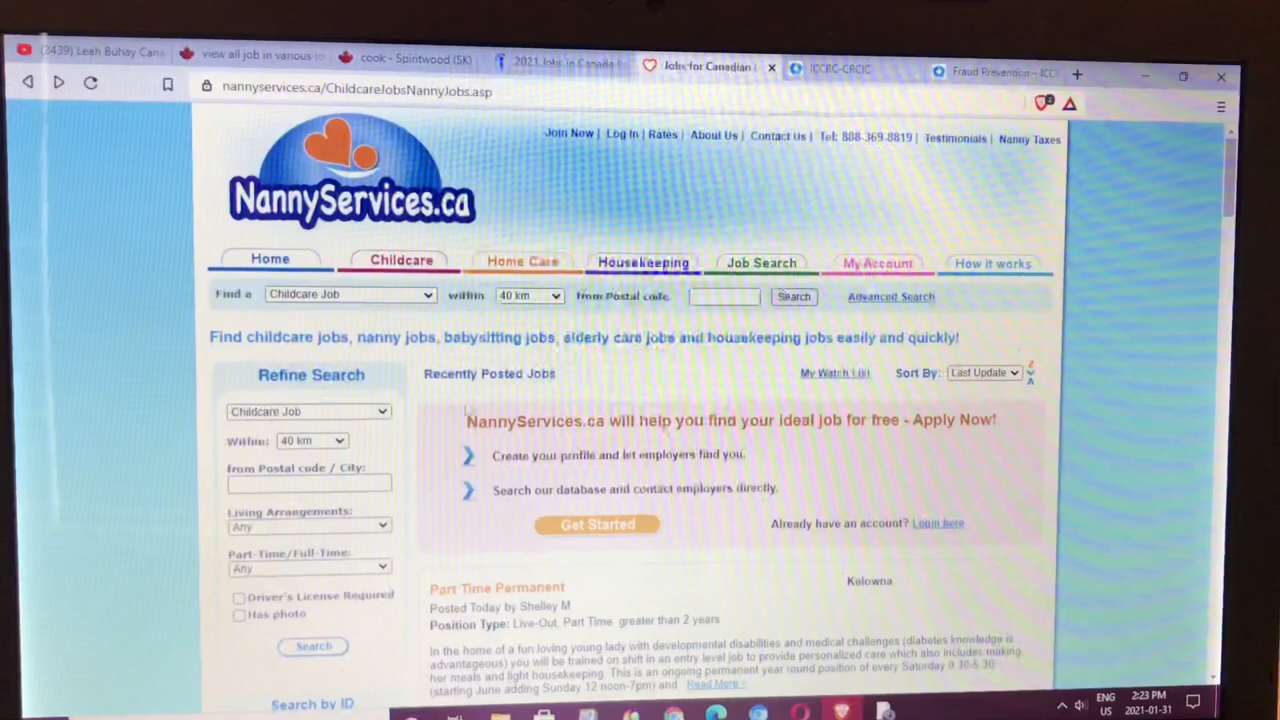 (2439) Leah Buhay Cana
view all job in various to
cook - Spiritwood (SK)
2021 Jobs in Canada
Jobs for Canadian
ICCRC-CRCIC
Fraud Prevention - ICC
nannyservices.ca/ChildcareJobsNannyJobs.asp
Join Now | Log In | Rates | About Us | Contact Us | Tel: 888-369-8819 | Testimonials | Nanny Taxes
NannyServices.ca
Home Childcare Home Care Housekeeping Job Search My Account How it works
Find a Childcare Job within 40 km from Postal code Search Advanced Search
Find childcare jobs, nanny jobs, babysitting jobs, elderly care jobs and housekeeping jobs easily and quickly!
Refine Search
Childcare Job
Within: 40 km
from Postal code / City:
Living Arrangements:
Any
Part-Time/Full-Time:
Any
Driver's License Required
Has photo
Search
Search by ID
Recently Posted Jobs My Watch List Sort By: Last Update
NannyServices.ca will help you find your ideal job for free - Apply Now!
Create your profile and let employers find you.
Search our database and contact employers directly.
Get Started Already have an account? Login here
Part Time Permanent Kelowna
Posted Today by Shelley M
Position Type: Live-Out, Part Time, greater than 2 years
In the home of a fun loving young lady with developmental disabilities and medical challenges (diabetes knowledge is
advantageous) you will be trained on shift in an entry level job to provide personalized care which also includes making
her meals and light housekeeping. This is an ongoing permanent year round position of every Saturday
(starting June adding Sunday 12 noon-7pm) and Read More
ENG
US
2:23 PM
2021-01-31